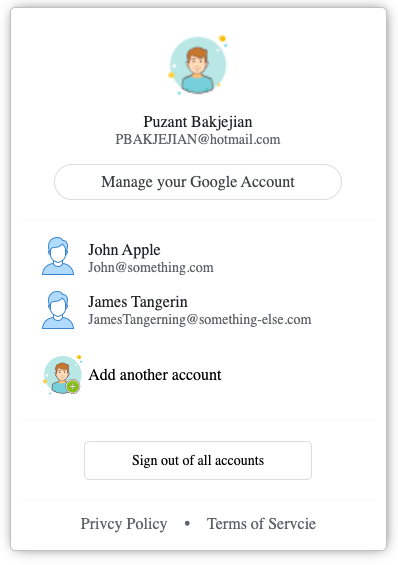 Puzant Bakjejian
PBAKJEJIAN@hotmail.com
Manage your Google Account
John Apple
John@something.com
James Tangerin
JamesTangerning@something-else.com
Add another account
Sign out of all accounts
Privcy Policy • Terms of Servcie